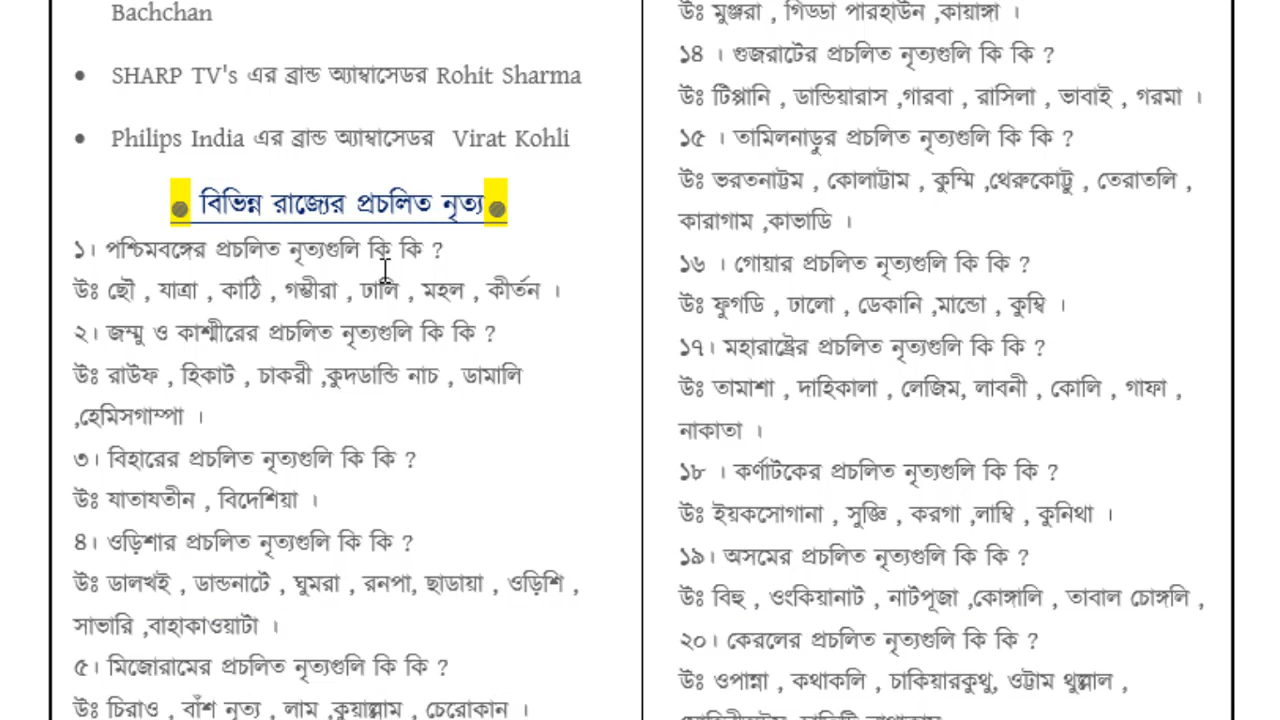 Bachchan
• SHARP TV's এর ব্রান্ড অ্যাম্বাসেডর Rohit Sharma
• Philips India এর ব্রান্ড অ্যাম্বাসেডর Virat Kohli
● বিভিন্ন রাজ্যের প্রচলিত নৃত্য ●
১। পশ্চিমবঙ্গের প্রচলিত নৃত্যগুলি কি কি ?
উঃ ছৌ , যাত্রা , কাঠি , গম্ভীরা , ঢালি , মহল , কীর্তন ।
২। জম্মু ও কাশ্মীরের প্রচলিত নৃত্যগুলি কি কি ?
উঃ রাউফ , হিকাট , চাকরী ,কুদডান্ডি নাচ , ডামালি
,হেমিসগাম্পা ।
৩। বিহারের প্রচলিত নৃত্যগুলি কি কি ?
উঃ যাতাযতীন , বিদেশিয়া ।
৪। ওড়িশার প্রচলিত নৃত্যগুলি কি কি ?
উঃ ডালখই , ডান্ডনাটে , ঘুমরা , রনপা, ছাডায়া , ওড়িশি ,
সাভারি ,বাহাকাওয়াটা ।
৫। মিজোরামের প্রচলিত নৃত্যগুলি কি কি ?
উঃ চিরাও , বাঁশ নৃত্য , লাম ,কুয়াল্লাম , চেরোকান ।
উঃ মুঞ্জরা , গিড্ডা পারহাউন ,কায়াঙ্গা ।
১৪ । গুজরাটের প্রচলিত নৃত্যগুলি কি কি ?
উঃ টিপ্পানি , ডান্ডিয়ারাস ,গারবা , রাসিলা , ভাবাই , গরমা ।
১৫ । তামিলনাড়ুর প্রচলিত নৃত্যগুলি কি কি ?
উঃ ভরতনাট্টম , কোলাট্টাম , কুম্মি ,থেরুকোট্টু , তেরাতলি ,
কারাগাম ,কাভাডি ।
১৬ । গোয়ার প্রচলিত নৃত্যগুলি কি কি ?
উঃ ফুগডি , ঢালো , ডেকানি ,মান্ডো , কুম্বি ।
১৭। মহারাষ্ট্রের প্রচলিত নৃত্যগুলি কি কি ?
উঃ তামাশা , দাহিকালা , লেজিম, লাবনী , কোলি , গাফা ,
নাকাতা ।
১৮ । কর্ণাটকের প্রচলিত নৃত্যগুলি কি কি ?
উঃ ইয়কসোগানা , সুজ্ঞি , করগা ,লাম্বি , কুনিথা ।
১৯। অসমের প্রচলিত নৃত্যগুলি কি কি ?
উঃ বিহু , ওংকিয়ানাট , নাটপূজা ,কোঙ্গালি , তাবাল চোঙ্গলি ,
২০। কেরলের প্রচলিত নৃত্যগুলি কি কি ?
উঃ ওপান্না , কথাকলি , চাকিয়ারকুথু, ওট্টাম থুল্লাল ,